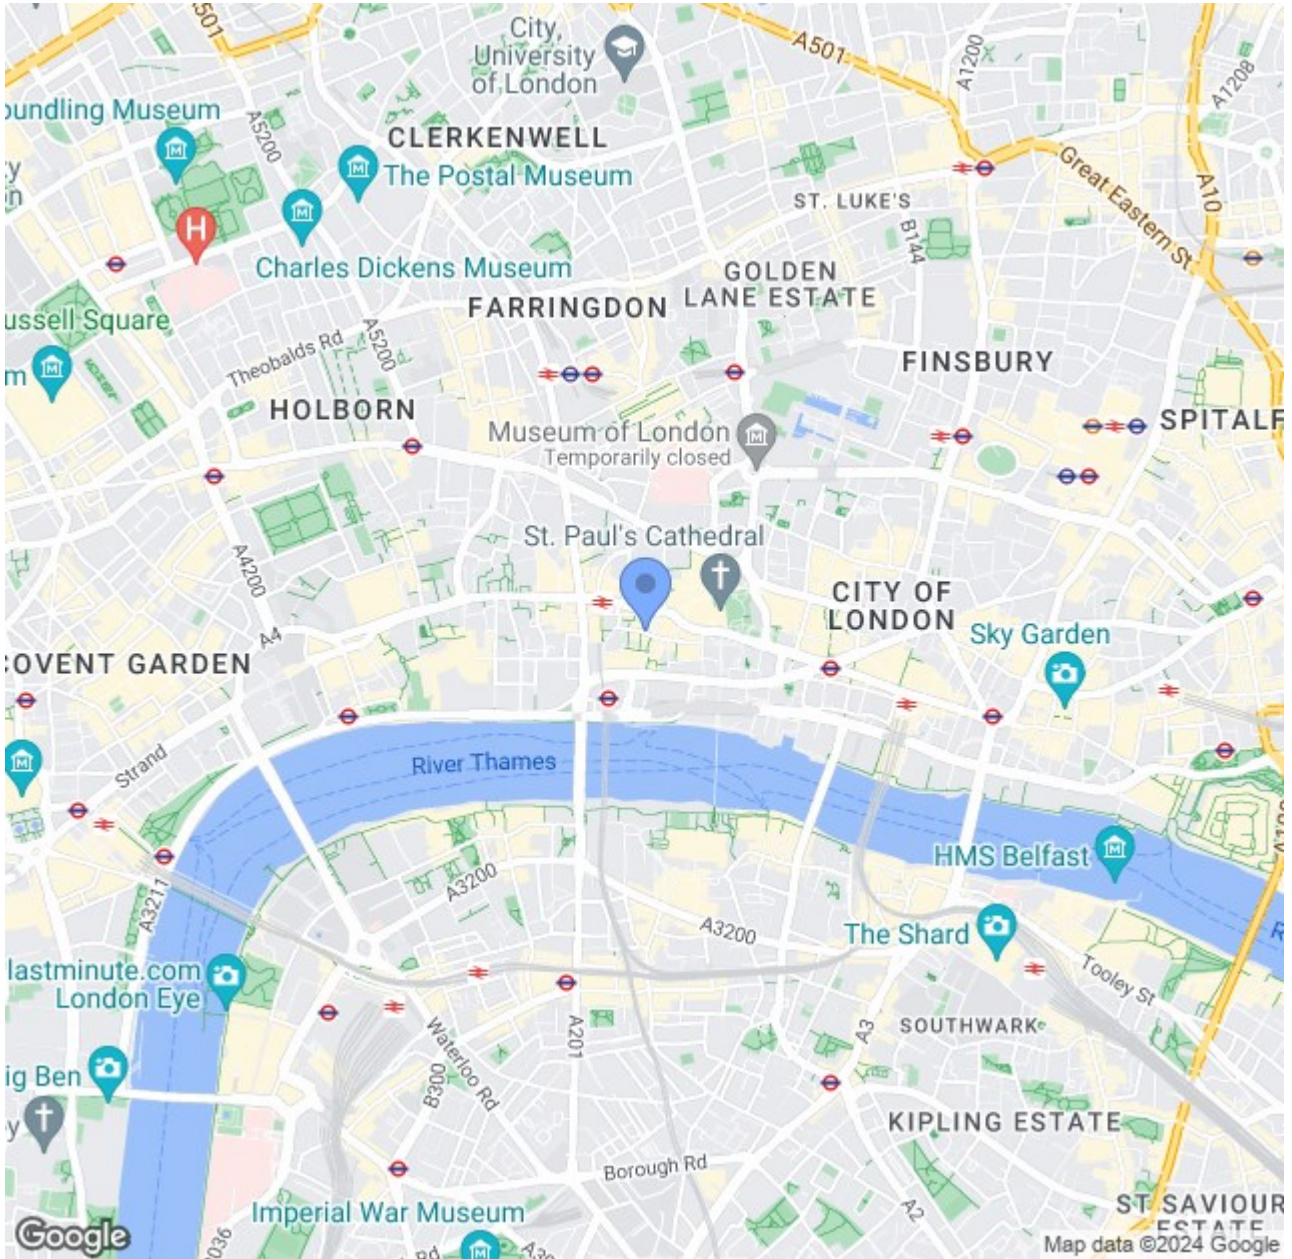 A501
City,
University
of London
A501
A1200
A1208
oundling Museum
A5200
CLERKENWELL
The Postal Museum
Great Eastern St
A10
ST. LUKE'S
B144
Charles Dickens Museum
GOLDEN
LANE ESTATE
FARRINGDON
ussell Square
A5200
Theobalds Rd
FINSBURY
m
HOLBORN
SPITALF
Museum of London
Temporarily closed
St. Paul's Cathedral
A4200
CITY OF
LONDON
A4
Sky Garden
COVENT GARDEN
Strand
River Thames
HMS Belfast
A3211
A3200
A3200
The Shard
R
lastminute.com
London Eye
Tooley St
A201
A3
SOUTHWARK
Waterloo Rd
B300
ig Ben
KIPLING ESTATE
y
Borough Rd
A2
ST SAVIOUR
ESTATE
Imperial War Museum
Google
Map data ©2024 Google